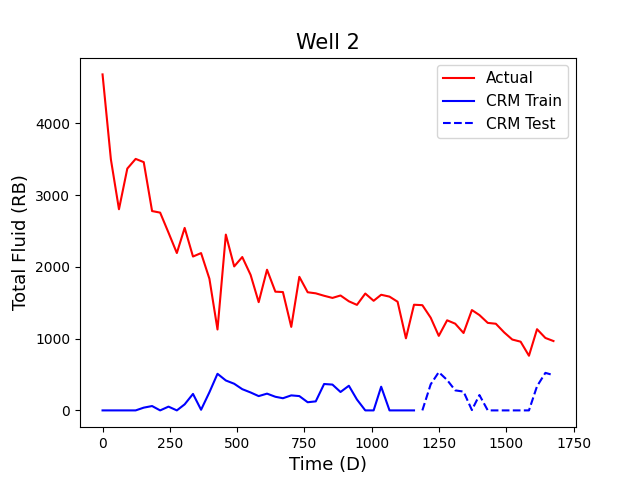 Well 2
Actual
CRM Train
CRM Test
Total Fluid (RB)
4000
3000
2000
1000
0
0 250 500 750 1000 1250 1500 1750
Time (D)